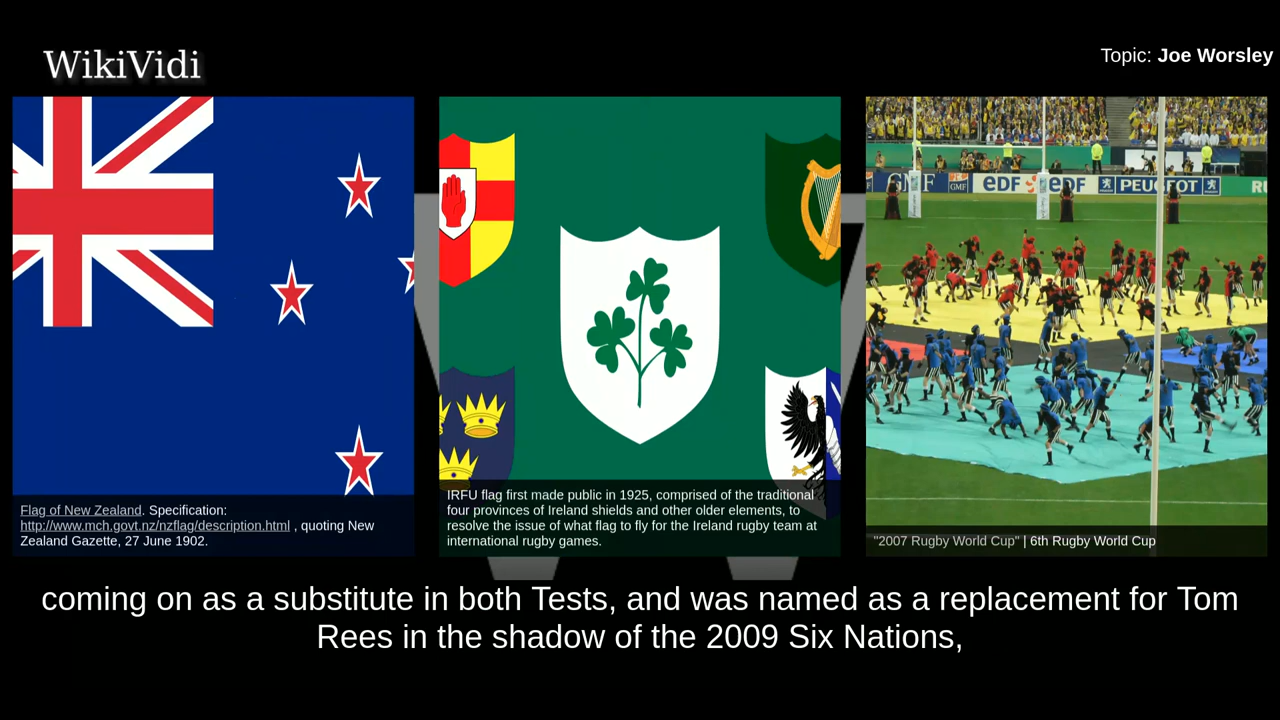 WikiVidi
Topic: Joe Worsley
GMF
GMF
eDF
eDF
PEUGEOT
Flag of New Zealand. Specification:
http://www.mch.govt.nz/nzflag/description.html , quoting New
Zealand Gazette, 27 June 1902.
IRFU flag first made public in 1925, comprised of the traditional
four provinces of Ireland shields and other older elements, to
resolve the issue of what flag to fly for the Ireland rugby team at
international rugby games.
"2007 Rugby World Cup" | 6th Rugby World Cup
coming on as a substitute in both Tests, and was named as a replacement for Tom
Rees in the shadow of the 2009 Six Nations,